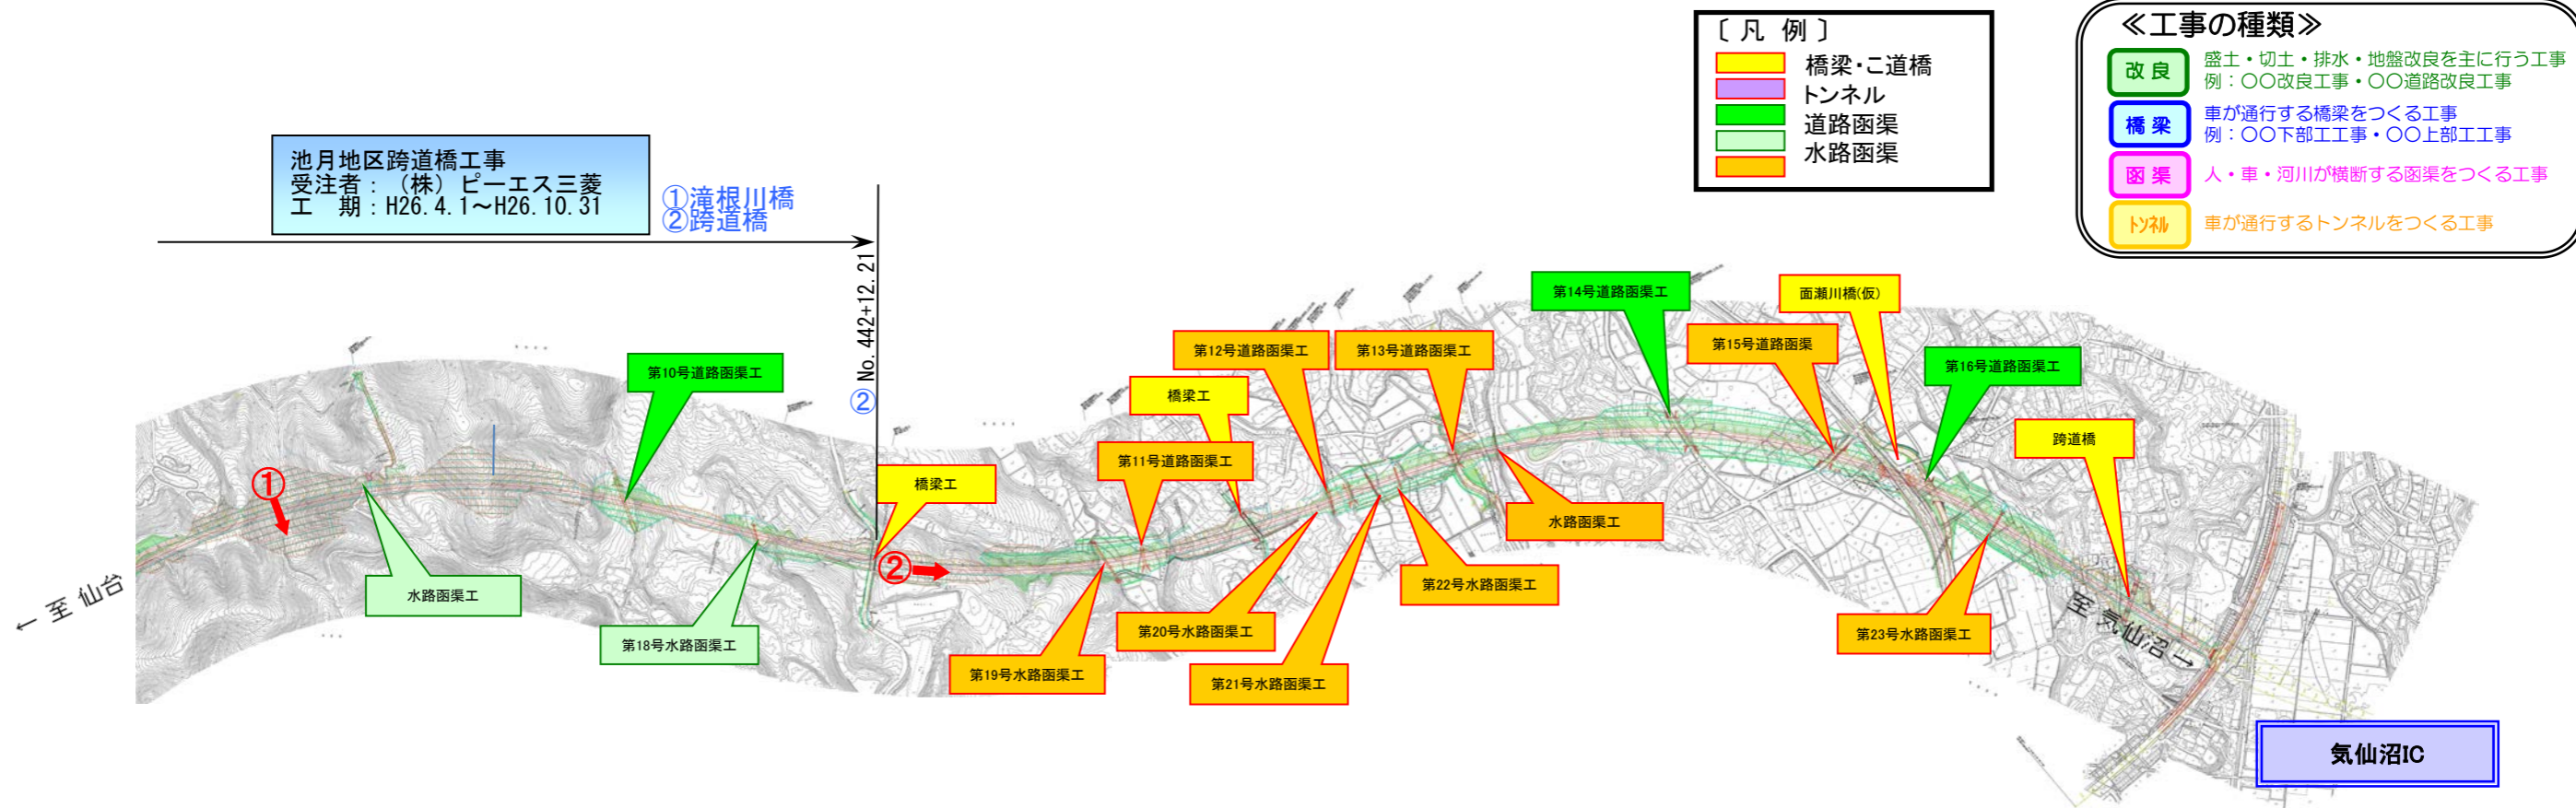 〔 凡 例 〕
橋梁・こ道橋
トンネル
道路函渠
水路函渠
≪工事の種類≫
改 良
盛土・切土・排水・地盤改良を主に行う工事
例：〇〇改良工事・〇〇道路改良工事
橋 梁
車が通行する橋梁をつくる工事
例：〇〇下部工工事・〇〇上部工工事
函 渠
人・車・河川が横断する函渠をつくる工事
トンネル
車が通行するトンネルをつくる工事
池月地区跨道橋工事
受注者：（株）ピーエス三菱
工　期：H26.4.1～H26.10.31
①滝根川橋
②跨道橋
② No.442+12.21
第10号道路函渠工
①
水路函渠工
第18号水路函渠工
← 至 仙台
橋梁工
②
第19号水路函渠工
第11号道路函渠工
橋梁工
第12号道路函渠工
第20号水路函渠工
第21号水路函渠工
第13号道路函渠工
第22号水路函渠工
水路函渠工
第14号道路函渠工
第15号道路函渠
面瀬川橋(仮)
第16号道路函渠工
第23号水路函渠工
跨道橋
至 気仙沼 →
気仙沼IC